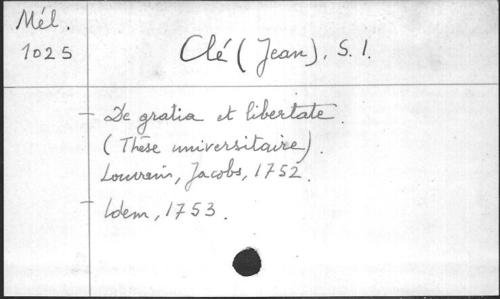 Mél.
1025
Clé (Jean), S. I.
- De gratia et libertate.
(Thèse universitaire).
Louvain, Jacobs, 1752.
- Idem, 1753.